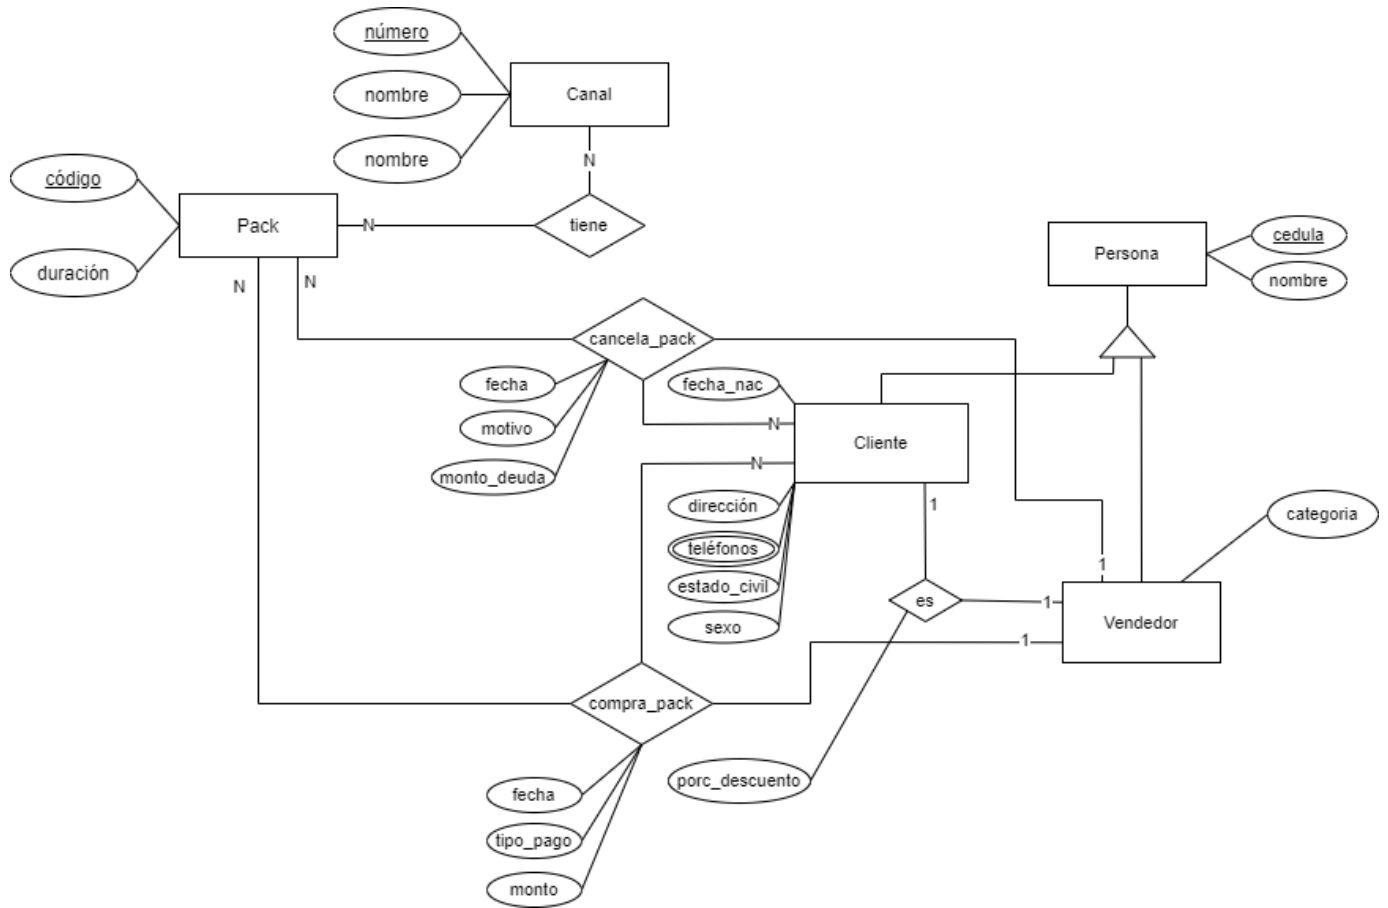 número
Canal
nombre
N
nombre
código
tiene
Pack
N
cedula
Persona
duración
nombre
N
N
cancela_pack
fecha
fecha_nac
motivo
N
Cliente
N
monto_deuda
dirección
1
categoria
teléfonos
1
estado_civil
es
1
sexo
Vendedor
1
compra_pack
porc_descuento
fecha
tipo_pago
monto